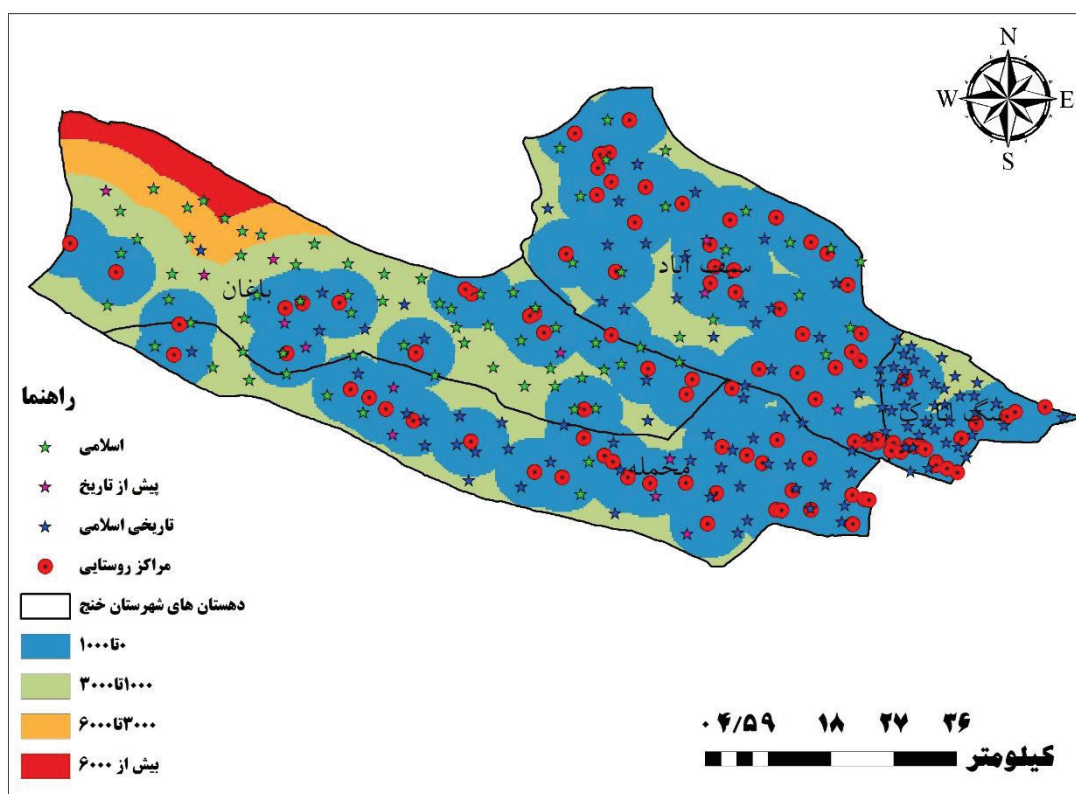 N
W E
S
سیف آباد
باغان
محمله
راهنما
اسلامی
پیش از تاریخ
تاریخی اسلامی
مراکز روستایی
دهستان های شهرستان خنج
۰تا۱۰۰۰
۱۰۰۰تا۳۰۰۰
۳۰۰۰تا۶۰۰۰
بیش از ۶۰۰۰
۰ ۴/۵ ۹ ۱۸ ۲۷ ۳۶
کیلومتر